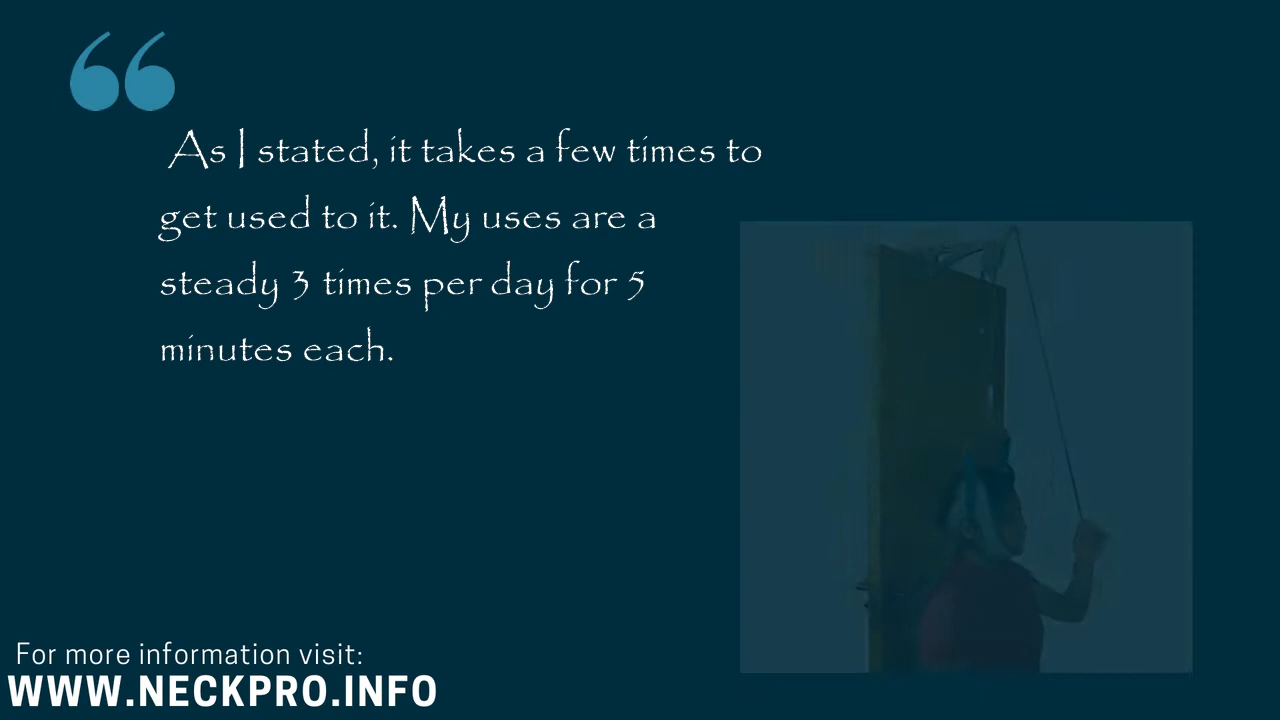 As I stated, it takes a few times to
get used to it. My uses are a
steady 3 times per day for 5
minutes each.
For more information visit:
WWW.NECKPRO.INFO